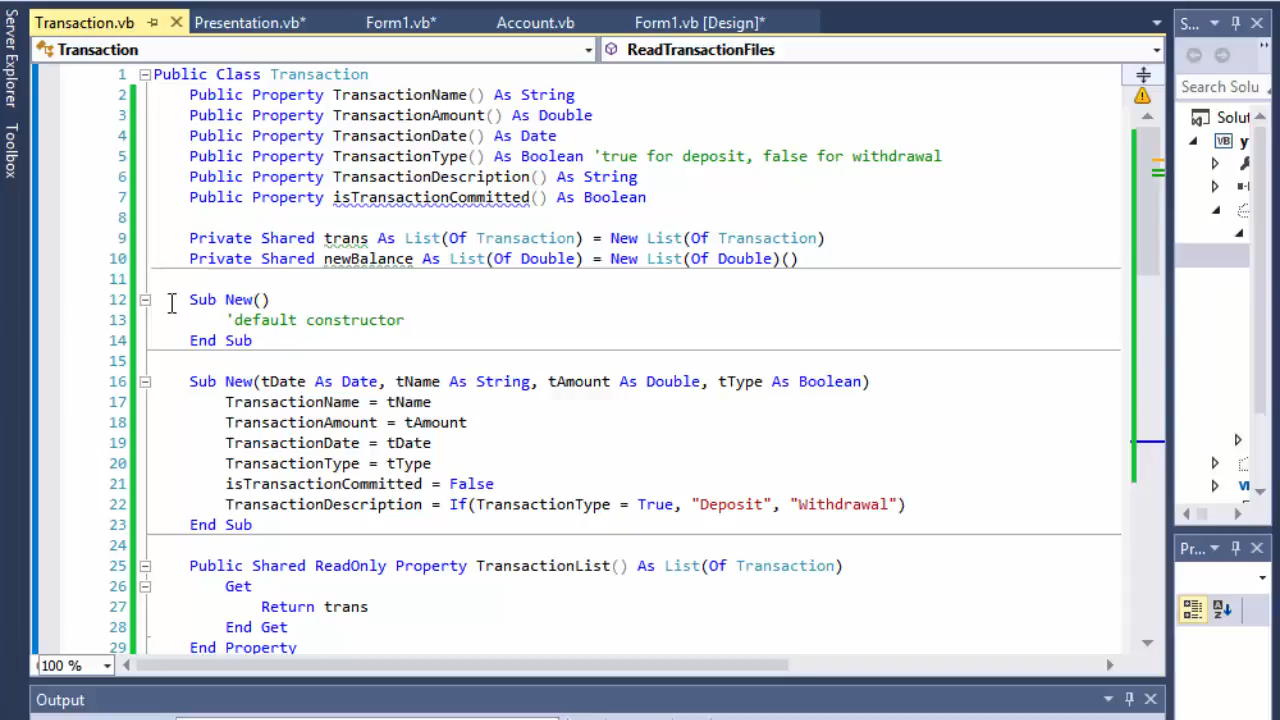 Server Explorer
Toolbox
Transaction.vb
Presentation.vb*
Form1.vb*
Account.vb
Form1.vb [Design]*
S...
Transaction
ReadTransactionFiles
Search Solu
Solut
VB y
1 Public Class Transaction
2 Public Property TransactionName() As String
3 Public Property TransactionAmount() As Double
4 Public Property TransactionDate() As Date
5 Public Property TransactionType() As Boolean 'true for deposit, false for withdrawal
6 Public Property TransactionDescription() As String
7 Public Property isTransactionCommitted() As Boolean
8
9 Private Shared trans As List(Of Transaction) = New List(Of Transaction)
10 Private Shared newBalance As List(Of Double) = New List(Of Double)()
11
12 Sub New()
13 'default constructor
14 End Sub
15
16 Sub New(tDate As Date, tName As String, tAmount As Double, tType As Boolean)
17 TransactionName = tName
18 TransactionAmount = tAmount
19 TransactionDate = tDate
20 TransactionType = tType
21 isTransactionCommitted = False
22 TransactionDescription = If(TransactionType = True, "Deposit", "Withdrawal")
23 End Sub
24
25 Public Shared ReadOnly Property TransactionList() As List(Of Transaction)
26 Get
27 Return trans
28 End Get
29 End Property
VB
Pr...
100 %
Output